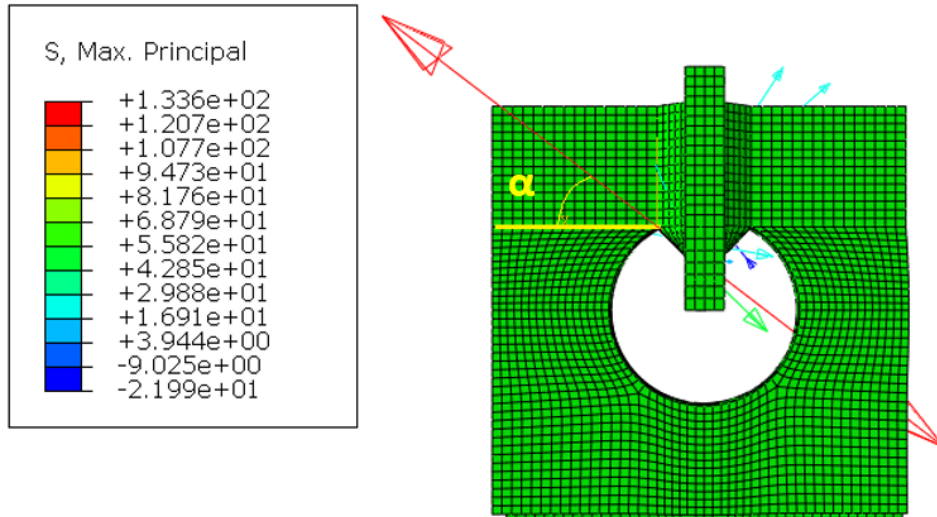 S, Max. Principal
+1.336e+02
+1.207e+02
+1.077e+02
+9.473e+01
+8.176e+01
+6.879e+01
+5.582e+01
+4.285e+01
+2.988e+01
+1.691e+01
+3.944e+00
-9.025e+00
-2.199e+01
α